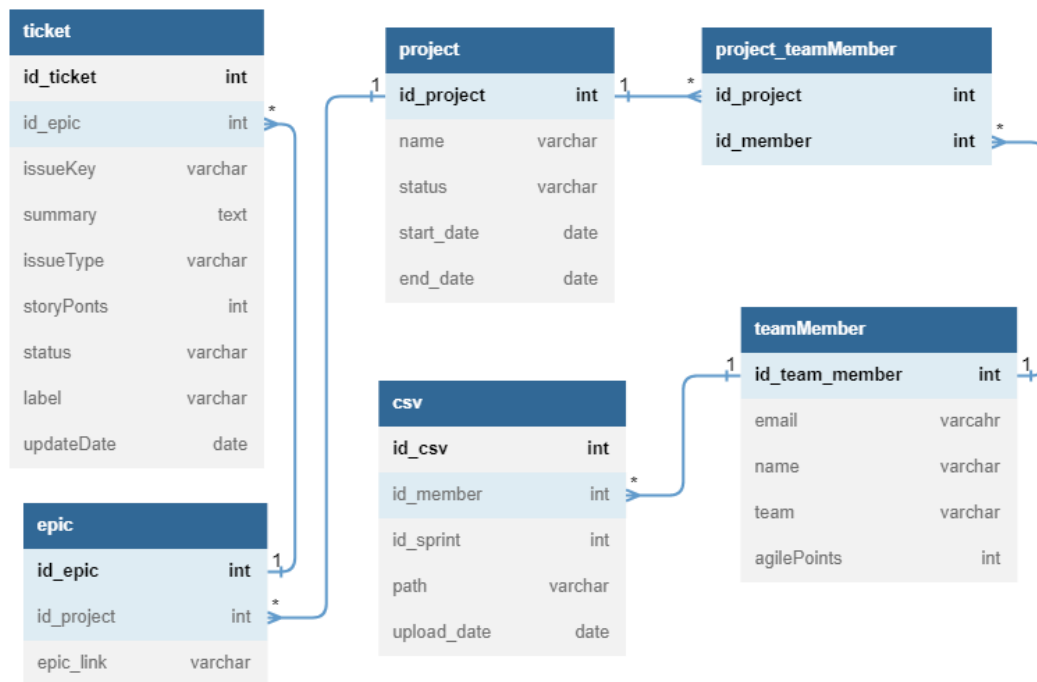 ticket
id_ticket int
id_epic int
issueKey varchar
summary text
issueType varchar
storyPonts int
status varchar
label varchar
updateDate date
*
1
project
id_project int
name varchar
status varchar
start_date date
end_date date
1
*
project_teamMember
id_project int
id_member int
*
teamMember
1
id_team_member int
1
email varcahr
name varchar
team varchar
agilePoints int
csv
id_csv int
id_member int
*
id_sprint int
path varchar
upload_date date
epic
id_epic int
1
id_project int
*
epic_link varchar